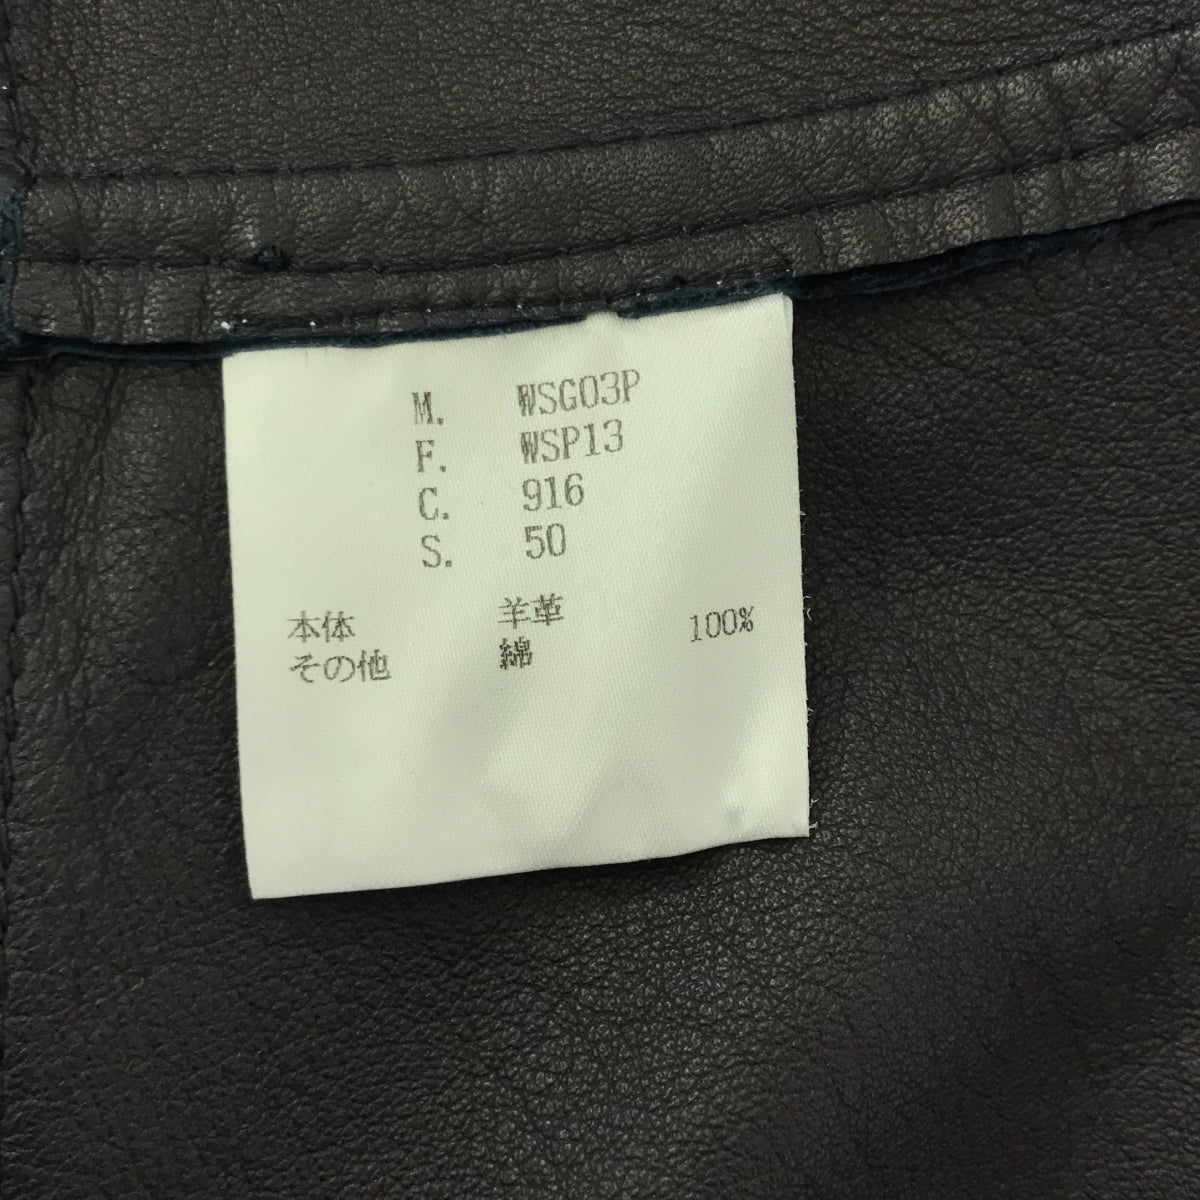 M. WSG03P
F. WSP13
C. 916
S. 50
本体 羊革 100%
その他 綿